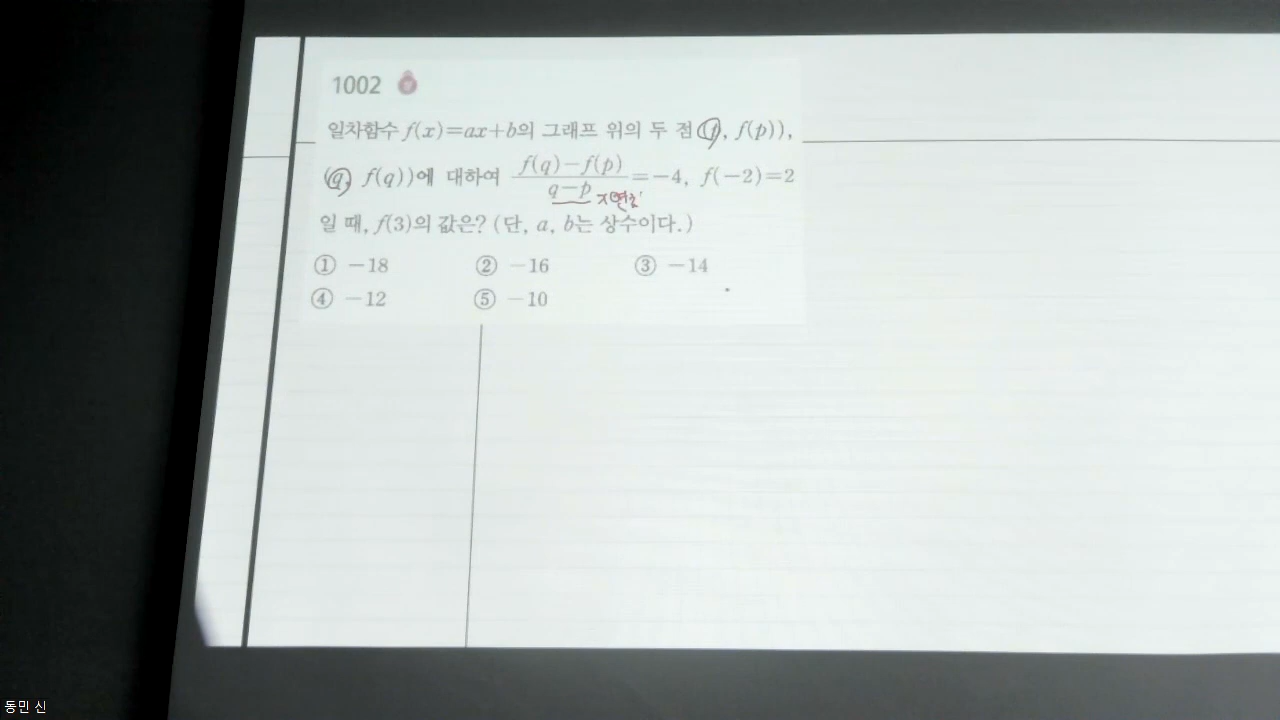 1002
일차함수 f(x)=ax+b의 그래프 위의 두 점 (p, f(p)),
(q, f(q))에 대하여 \frac{f(q)-f(p)}{q-p}=-4, f(-2)=2
일 때, f(3)의 값은? (단, a, b는 상수이다.)
① -18 ② -16 ③ -14
④ -12 ⑤ -10
동민 신